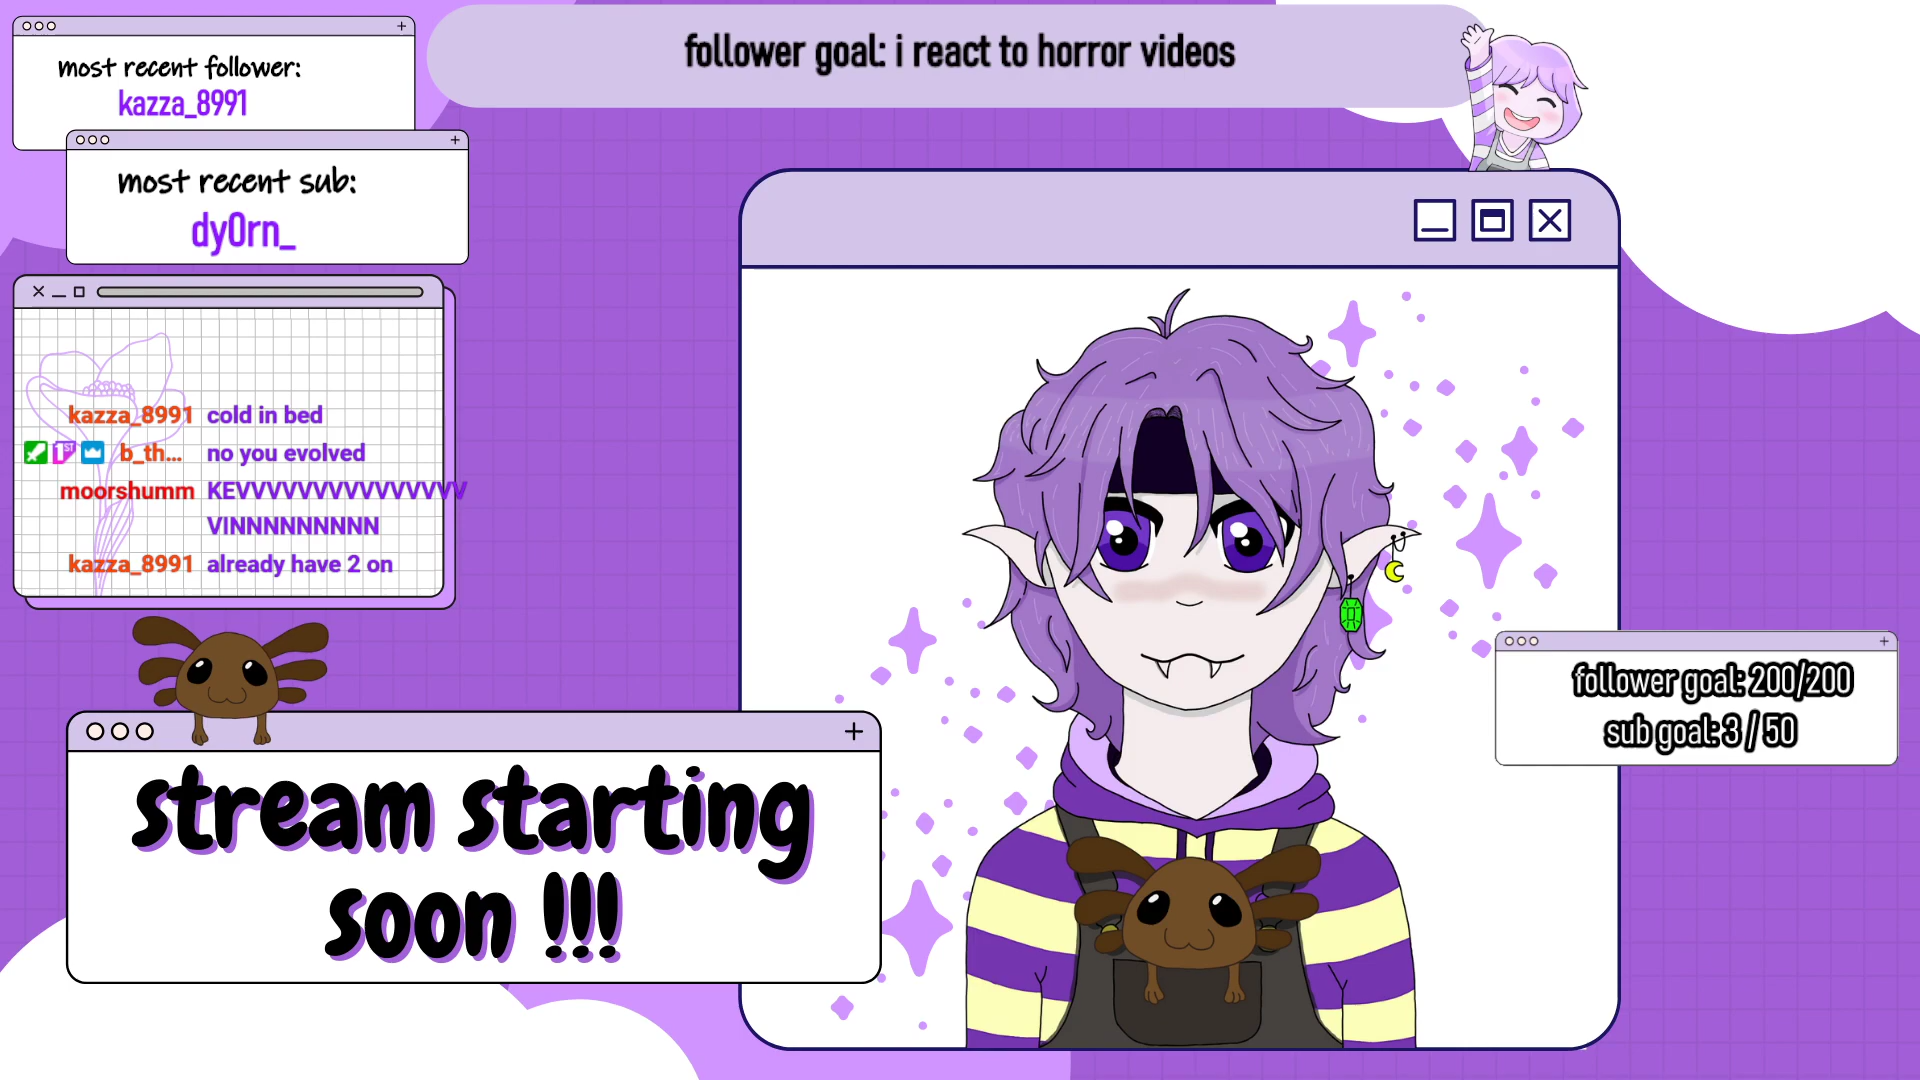 follower goal: i react to horror videos
most recent follower:
kazza_8991
most recent sub:
dy0rn_
kazza_8991 cold in bed
1ST b_th... no you evolved
moorshumm KEVVVVVVVVVVVVVV
VINNNNNNNNNN
kazza_8991 already have 2 on
follower goal: 200/200
sub goal: 3 / 50
stream starting
soon !!!